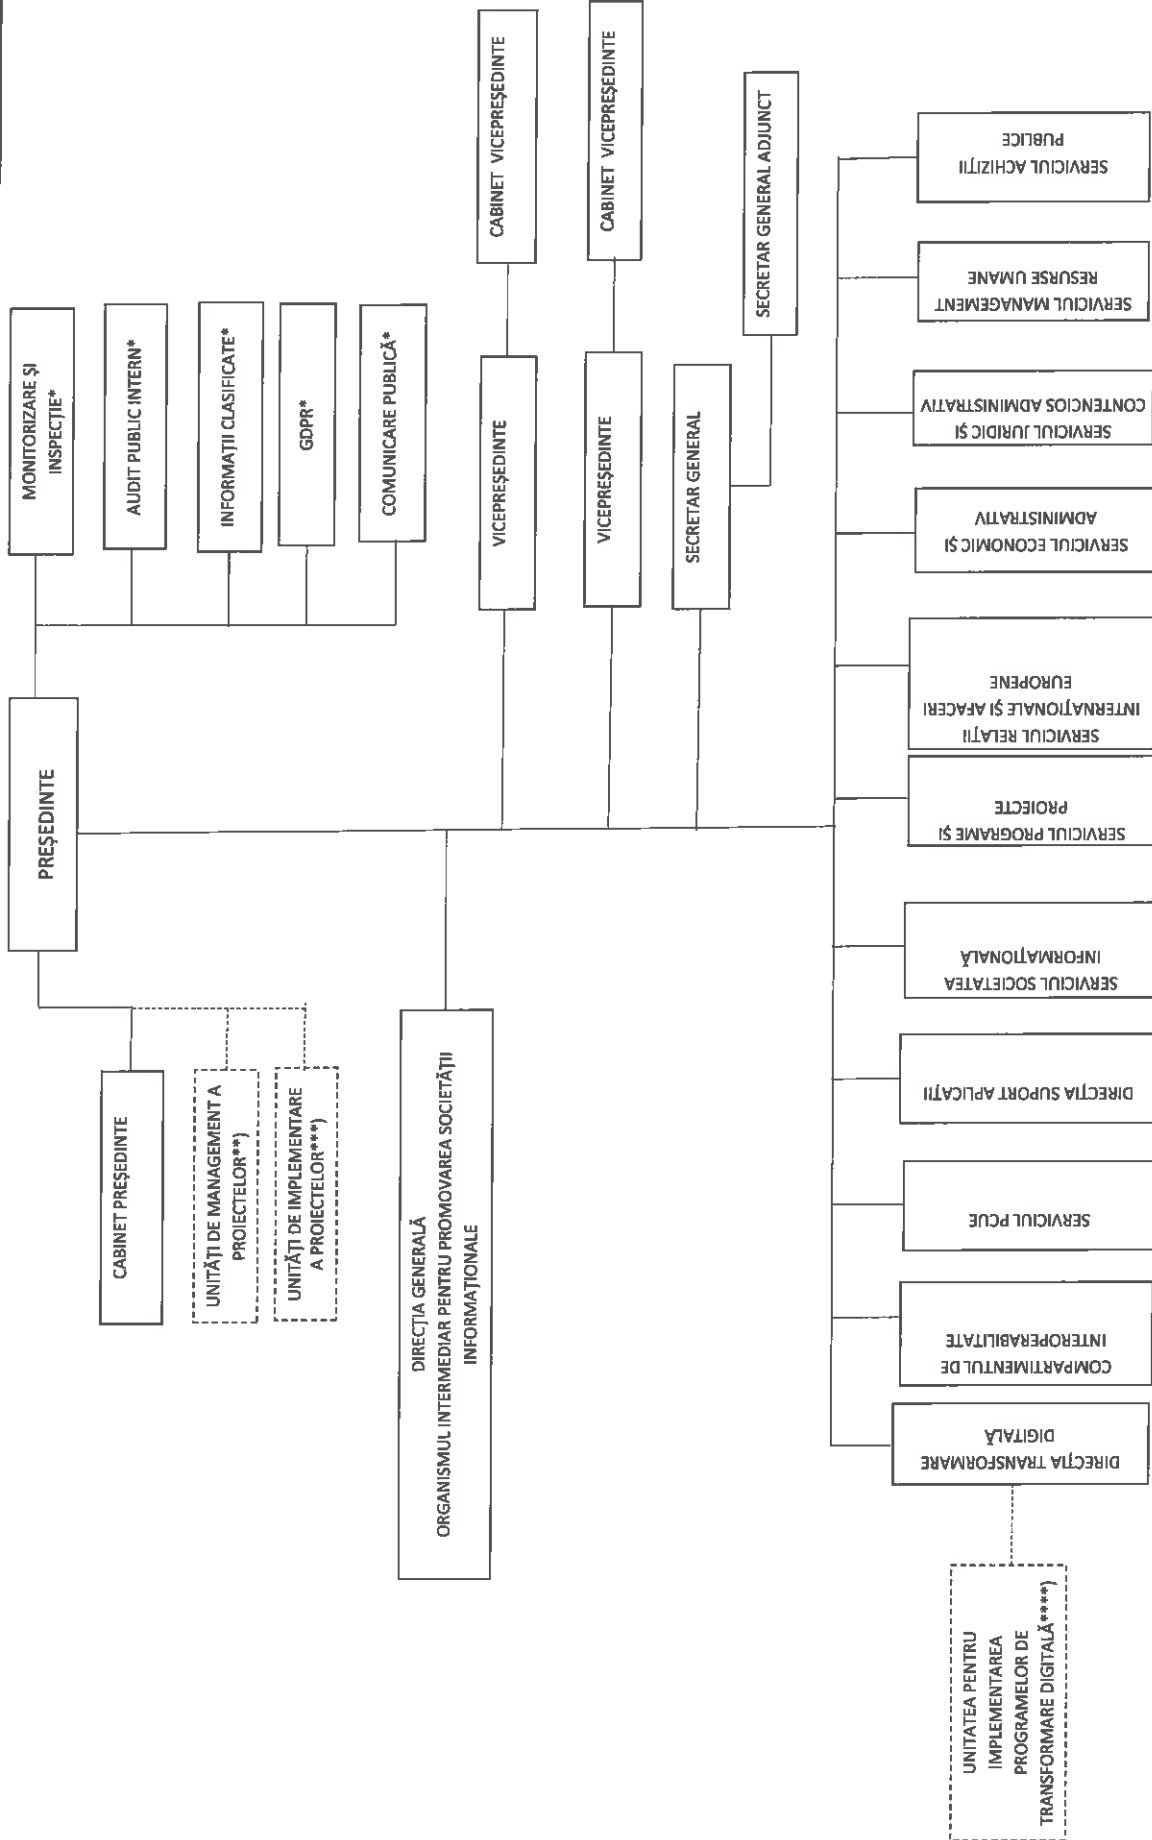 PREȘEDINTE
MONITORIZARE ȘI
INSPECȚIE*
AUDIT PUBLIC INTERN*
INFORMAȚII CLASIFICATE*
GDPR*
COMUNICARE PUBLICĂ*
CABINET PREȘEDINTE
UNITĂȚI DE MANAGEMENT A
PROIECTELOR**)
UNITĂȚI DE IMPLEMENTARE
A PROIECTELOR***)
DIRECȚIA GENERALĂ
ORGANISMUL INTERMEDIAR PENTRU PROMOVAREA SOCIETĂȚII
INFORMAȚIONALE
VICEPREȘEDINTE
CABINET VICEPREȘEDINTE
VICEPREȘEDINTE
CABINET VICEPREȘEDINTE
SECRETAR GENERAL
SECRETAR GENERAL ADJUNCT
UNITATEA PENTRU
IMPLEMENTAREA
PROGRAMELOR DE
TRANSFORMARE DIGITALĂ****)
DIRECȚIA TRANSFORMARE
DIGITALĂ
COMPARTIMENTUL DE
INTEROPERABILITATE
SERVICIUL PCUE
DIRECȚIA SUPORT APLICAȚII
SERVICIUL SOCIETATEA
INFORMAȚIONALĂ
SERVICIUL PROGRAME ȘI
PROIECTE
SERVICIUL RELAȚII
INTERNAȚIONALE ȘI AFACERI
EUROPENE
SERVICIUL ECONOMIC ȘI
ADMINISTRATIV
SERVICIUL JURIDIC ȘI
CONTENCIOS ADMINISTRATIV
SERVICIUL MANAGEMENT
RESURSE UMANE
SERVICIUL ACHIZIȚII
PUBLICE